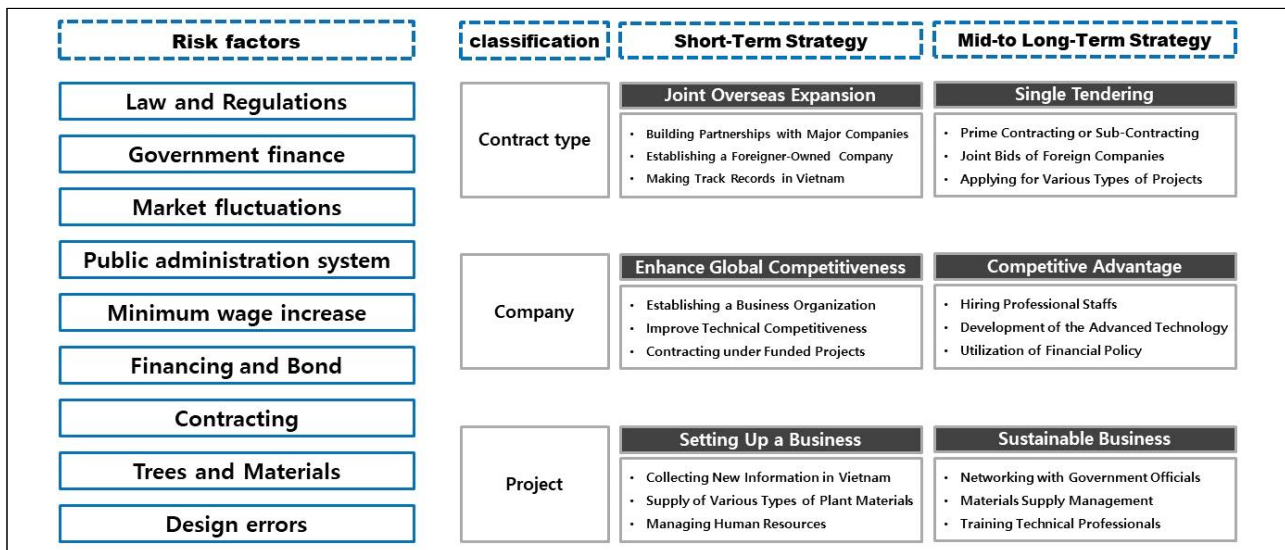 Risk factors
Law and Regulations
Government finance
Market fluctuations
Public administration system
Minimum wage increase
Financing and Bond
Contracting
Trees and Materials
Design errors
classification
Short-Term Strategy
Mid-to Long-Term Strategy
Contract type
Joint Overseas Expansion
• Building Partnerships with Major Companies
• Establishing a Foreigner-Owned Company
• Making Track Records in Vietnam
Single Tendering
• Prime Contracting or Sub-Contracting
• Joint Bids of Foreign Companies
• Applying for Various Types of Projects
Company
Enhance Global Competitiveness
• Establishing a Business Organization
• Improve Technical Competitiveness
• Contracting under Funded Projects
Competitive Advantage
• Hiring Professional Staffs
• Development of the Advanced Technology
• Utilization of Financial Policy
Project
Setting Up a Business
• Collecting New Information in Vietnam
• Supply of Various Types of Plant Materials
• Managing Human Resources
Sustainable Business
• Networking with Government Officials
• Materials Supply Management
• Training Technical Professionals